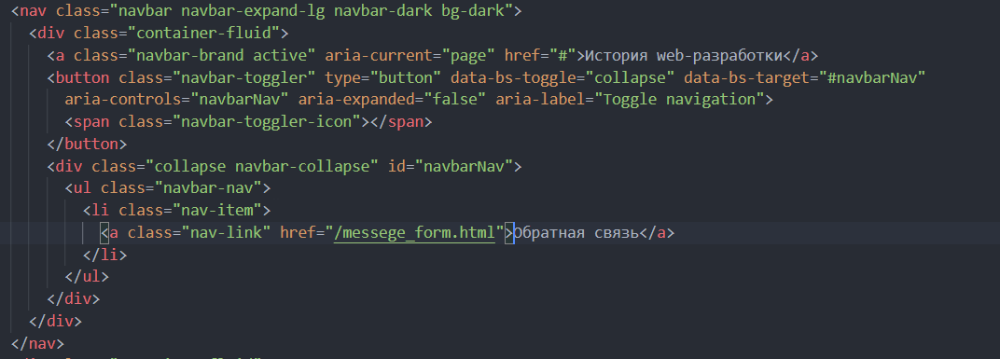 <nav class="navbar navbar-expand-lg navbar-dark bg-dark">
<div class="container-fluid">
<a class="navbar-brand active" aria-current="page" href="#">История web-разработки</a>
<button class="navbar-toggler" type="button" data-bs-toggle="collapse" data-bs-target="#navbarNav"
aria-controls="navbarNav" aria-expanded="false" aria-label="Toggle navigation">
<span class="navbar-toggler-icon"></span>
</button>
<div class="collapse navbar-collapse" id="navbarNav">
<ul class="navbar-nav">
<li class="nav-item">
<a class="nav-link" href="/messege_form.html">Обратная связь</a>
</li>
</ul>
</div>
</div>
</nav>